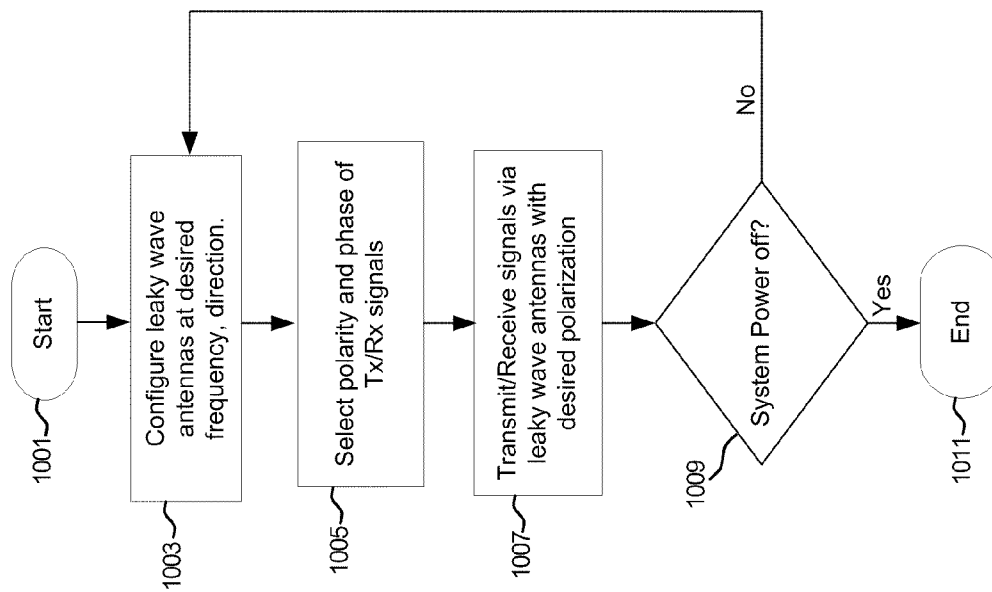 Start
1001
Configure leaky wave
antennas at desired
frequency, direction.
1003
Select polarity and phase of
Tx/Rx signals
1005
Transmit/Receive signals via
leaky wave antennas with
desired polarization
1007
System Power off?
1009
No
Yes
End
1011